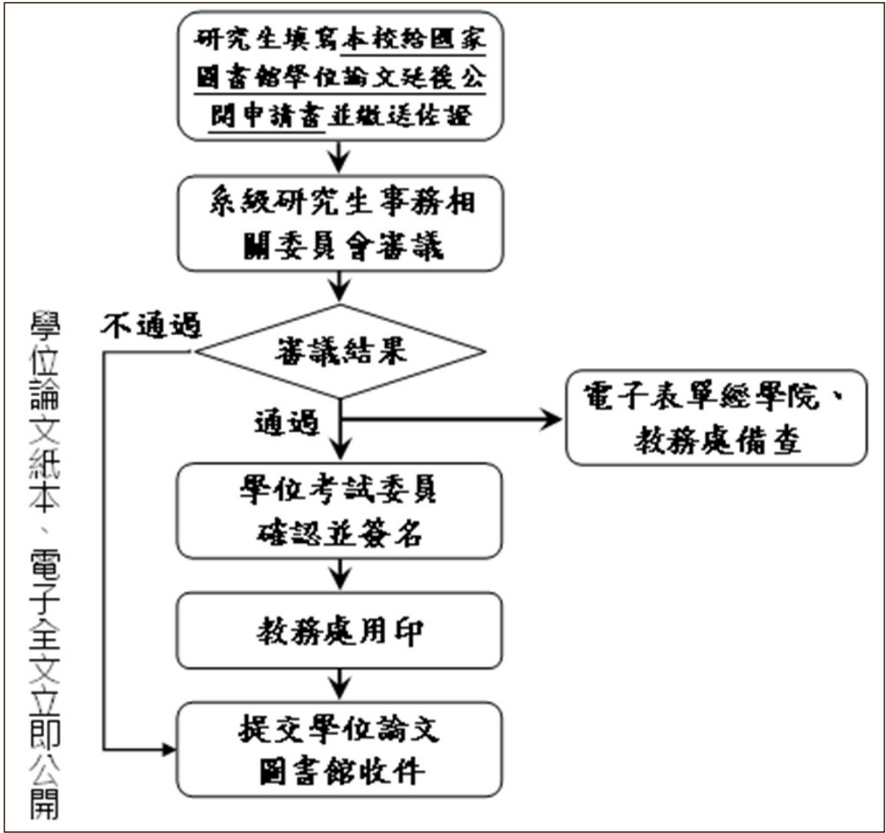 研究生填寫本校給國家
圖書館學位論文延後公
開申請書並繳送佐證
系級研究生事務相
關委員會審議
審議結果
不通過
通過
電子表單經學院、
教務處備查
學位考試委員
確認並簽名
教務處用印
提交學位論文
圖書館收件
學位論文紙本、電子全文立即公開